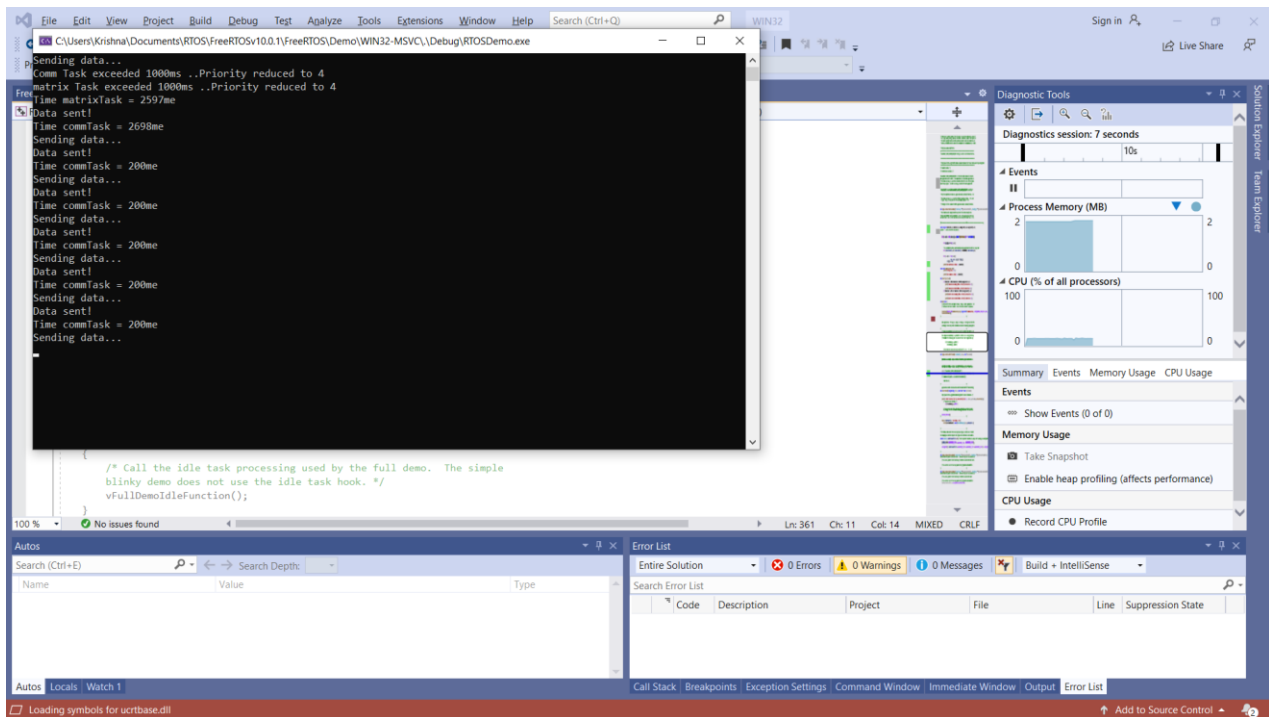 File Edit View Project Build Debug Test Analyze Tools Extensions Window Help Search (Ctrl+Q) WIN32 Sign in
C:\Users\Krishna\Documents\RTOS\FreeRTOSv10.0.1\FreeRTOS\Demo\WIN32-MSVC\.\Debug\RTOSDemo.exe
Live Share
Sending data...
Comm Task exceeded 1000ms ..Priority reduced to 4
matrix Task exceeded 1000ms ..Priority reduced to 4
Time matrixTask = 2597me
Data sent!
Time commTask = 2698me
Sending data...
Data sent!
Time commTask = 200me
Sending data...
Data sent!
Time commTask = 200me
Sending data...
Data sent!
Time commTask = 200me
Sending data...
Data sent!
Time commTask = 200me
Sending data...
Data sent!
Time commTask = 200me
Sending data...
/* Call the idle task processing used by the full demo. The simple
blinky demo does not use the idle task hook. */
vFullDemoIdleFunction();
}
100 % No issues found Ln: 361 Ch: 11 Col: 14 MIXED CRLF
Diagnostic Tools
Diagnostics session: 7 seconds
10s
Events
Process Memory (MB)
2 2
0 0
CPU (% of all processors)
100 100
0 0
Summary Events Memory Usage CPU Usage
Events
Show Events (0 of 0)
Memory Usage
Take Snapshot
Enable heap profiling (affects performance)
CPU Usage
Record CPU Profile
Solution Explorer
Team Explorer
Autos
Search (Ctrl+E) Search Depth:
Name Value Type
Autos Locals Watch 1
Error List
Entire Solution 0 Errors 0 Warnings 0 Messages Build + IntelliSense
Search Error List
Code Description Project File Line Suppression State
Call Stack Breakpoints Exception Settings Command Window Immediate Window Output Error List
Loading symbols for ucrtbase.dll Add to Source Control 2